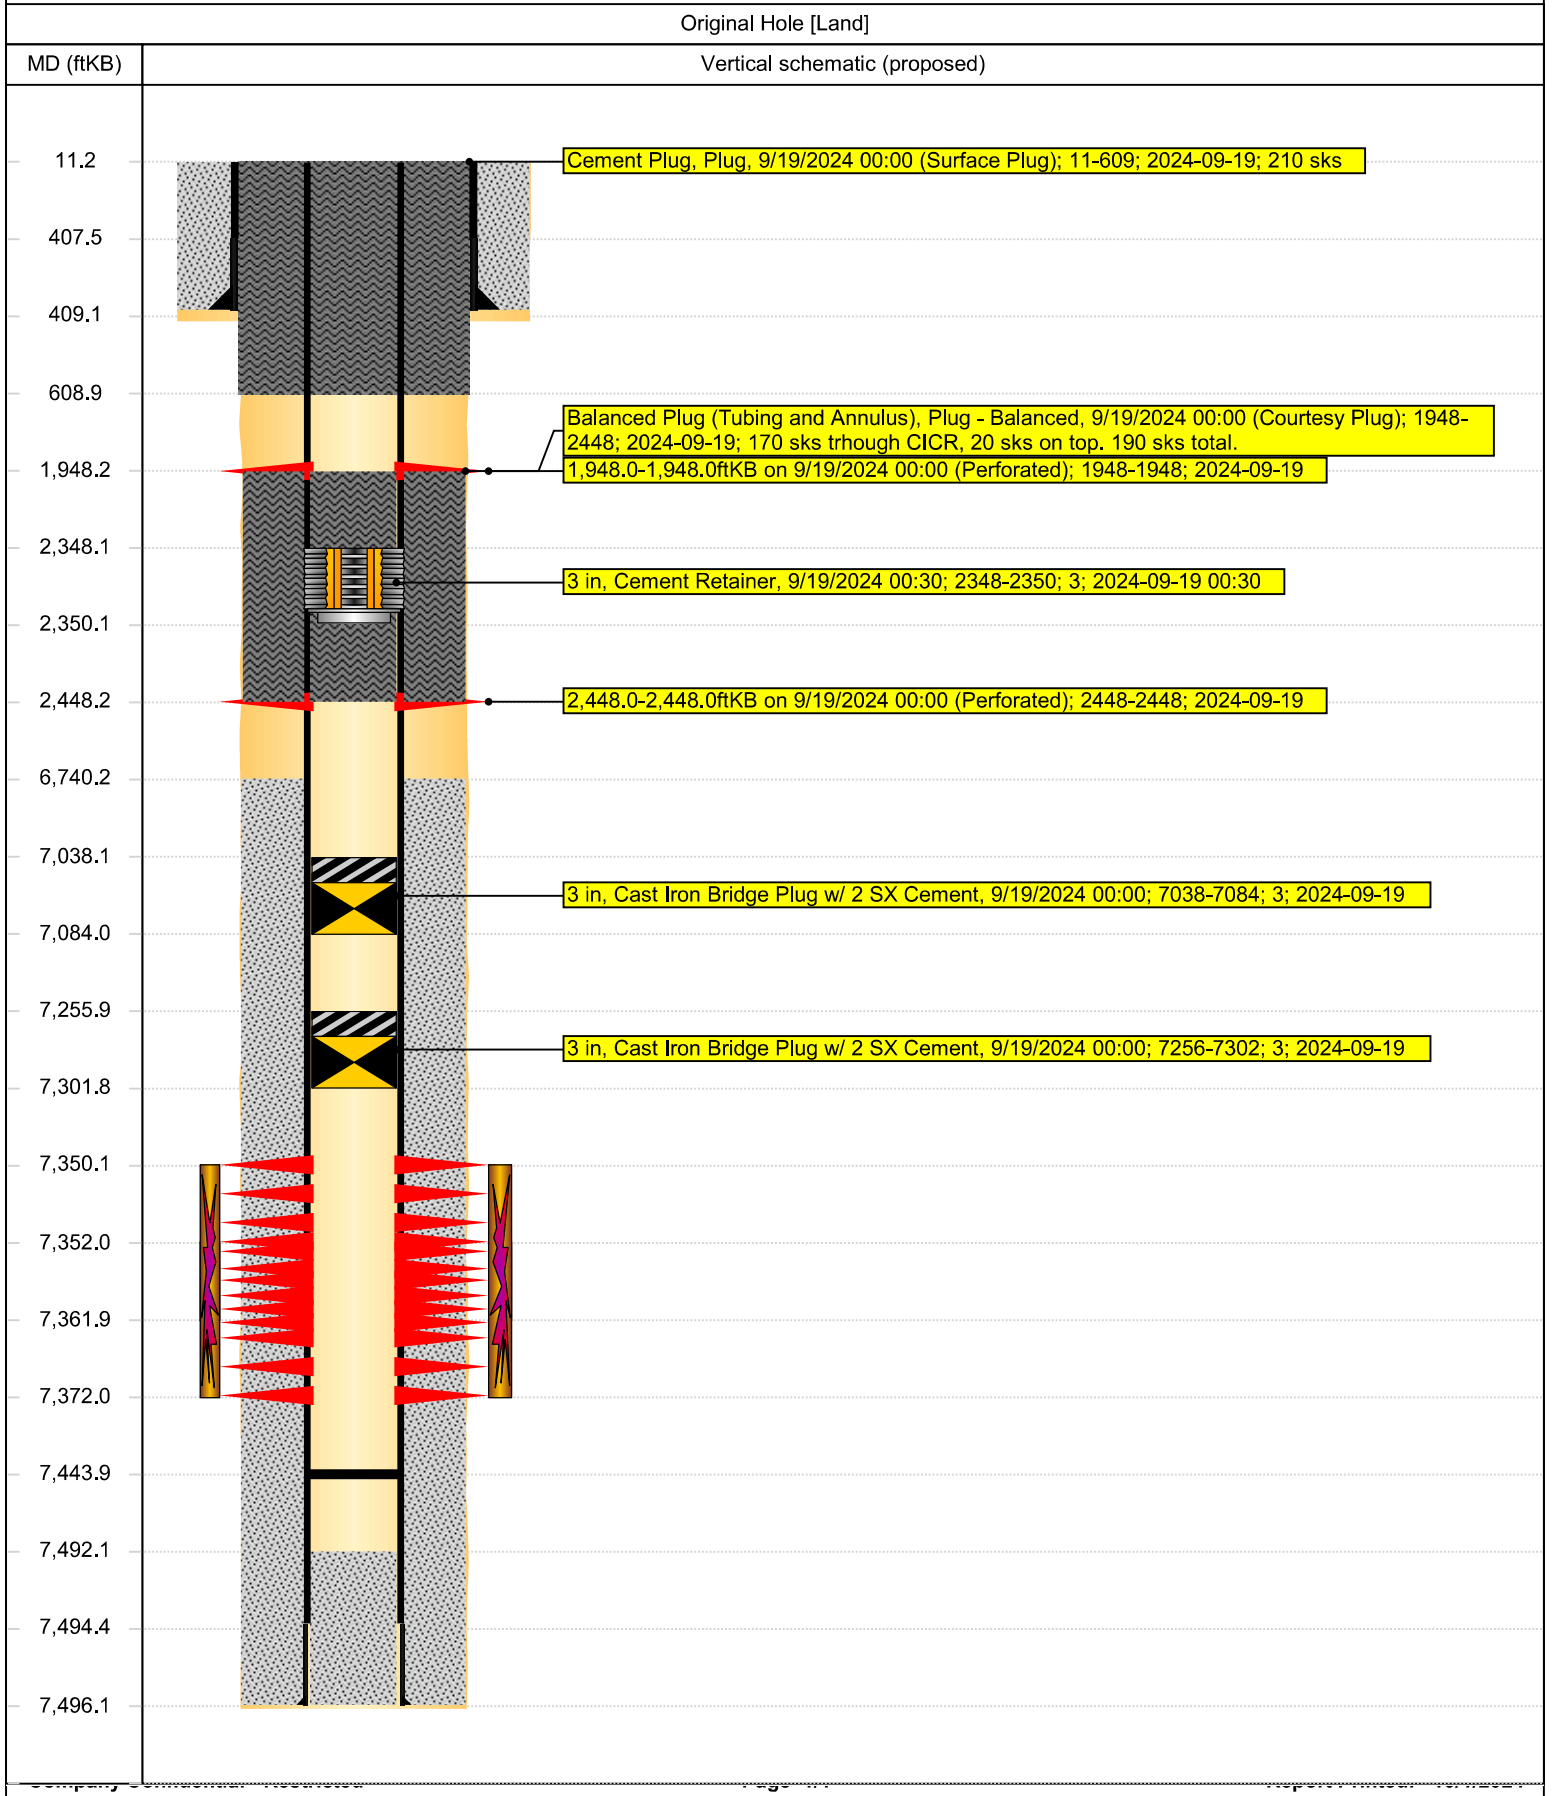 Original Hole [Land]
MD (ftKB)
Vertical schematic (proposed)
11.2
Cement Plug, Plug, 9/19/2024 00:00 (Surface Plug); 11-609; 2024-09-19; 210 sks
407.5
409.1
608.9
Balanced Plug (Tubing and Annulus), Plug - Balanced, 9/19/2024 00:00 (Courtesy Plug); 1948-
2448; 2024-09-19; 170 sks trhough CICR, 20 sks on top. 190 sks total.
1,948.2
1,948.0-1,948.0ftKB on 9/19/2024 00:00 (Perforated); 1948-1948; 2024-09-19
2,348.1
3 in, Cement Retainer, 9/19/2024 00:30; 2348-2350; 3; 2024-09-19 00:30
2,350.1
2,448.2
2,448.0-2,448.0ftKB on 9/19/2024 00:00 (Perforated); 2448-2448; 2024-09-19
6,740.2
7,038.1
3 in, Cast Iron Bridge Plug w/ 2 SX Cement, 9/19/2024 00:00; 7038-7084; 3; 2024-09-19
7,084.0
7,255.9
3 in, Cast Iron Bridge Plug w/ 2 SX Cement, 9/19/2024 00:00; 7256-7302; 3; 2024-09-19
7,301.8
7,350.1
7,352.0
7,361.9
7,372.0
7,443.9
7,492.1
7,494.4
7,496.1